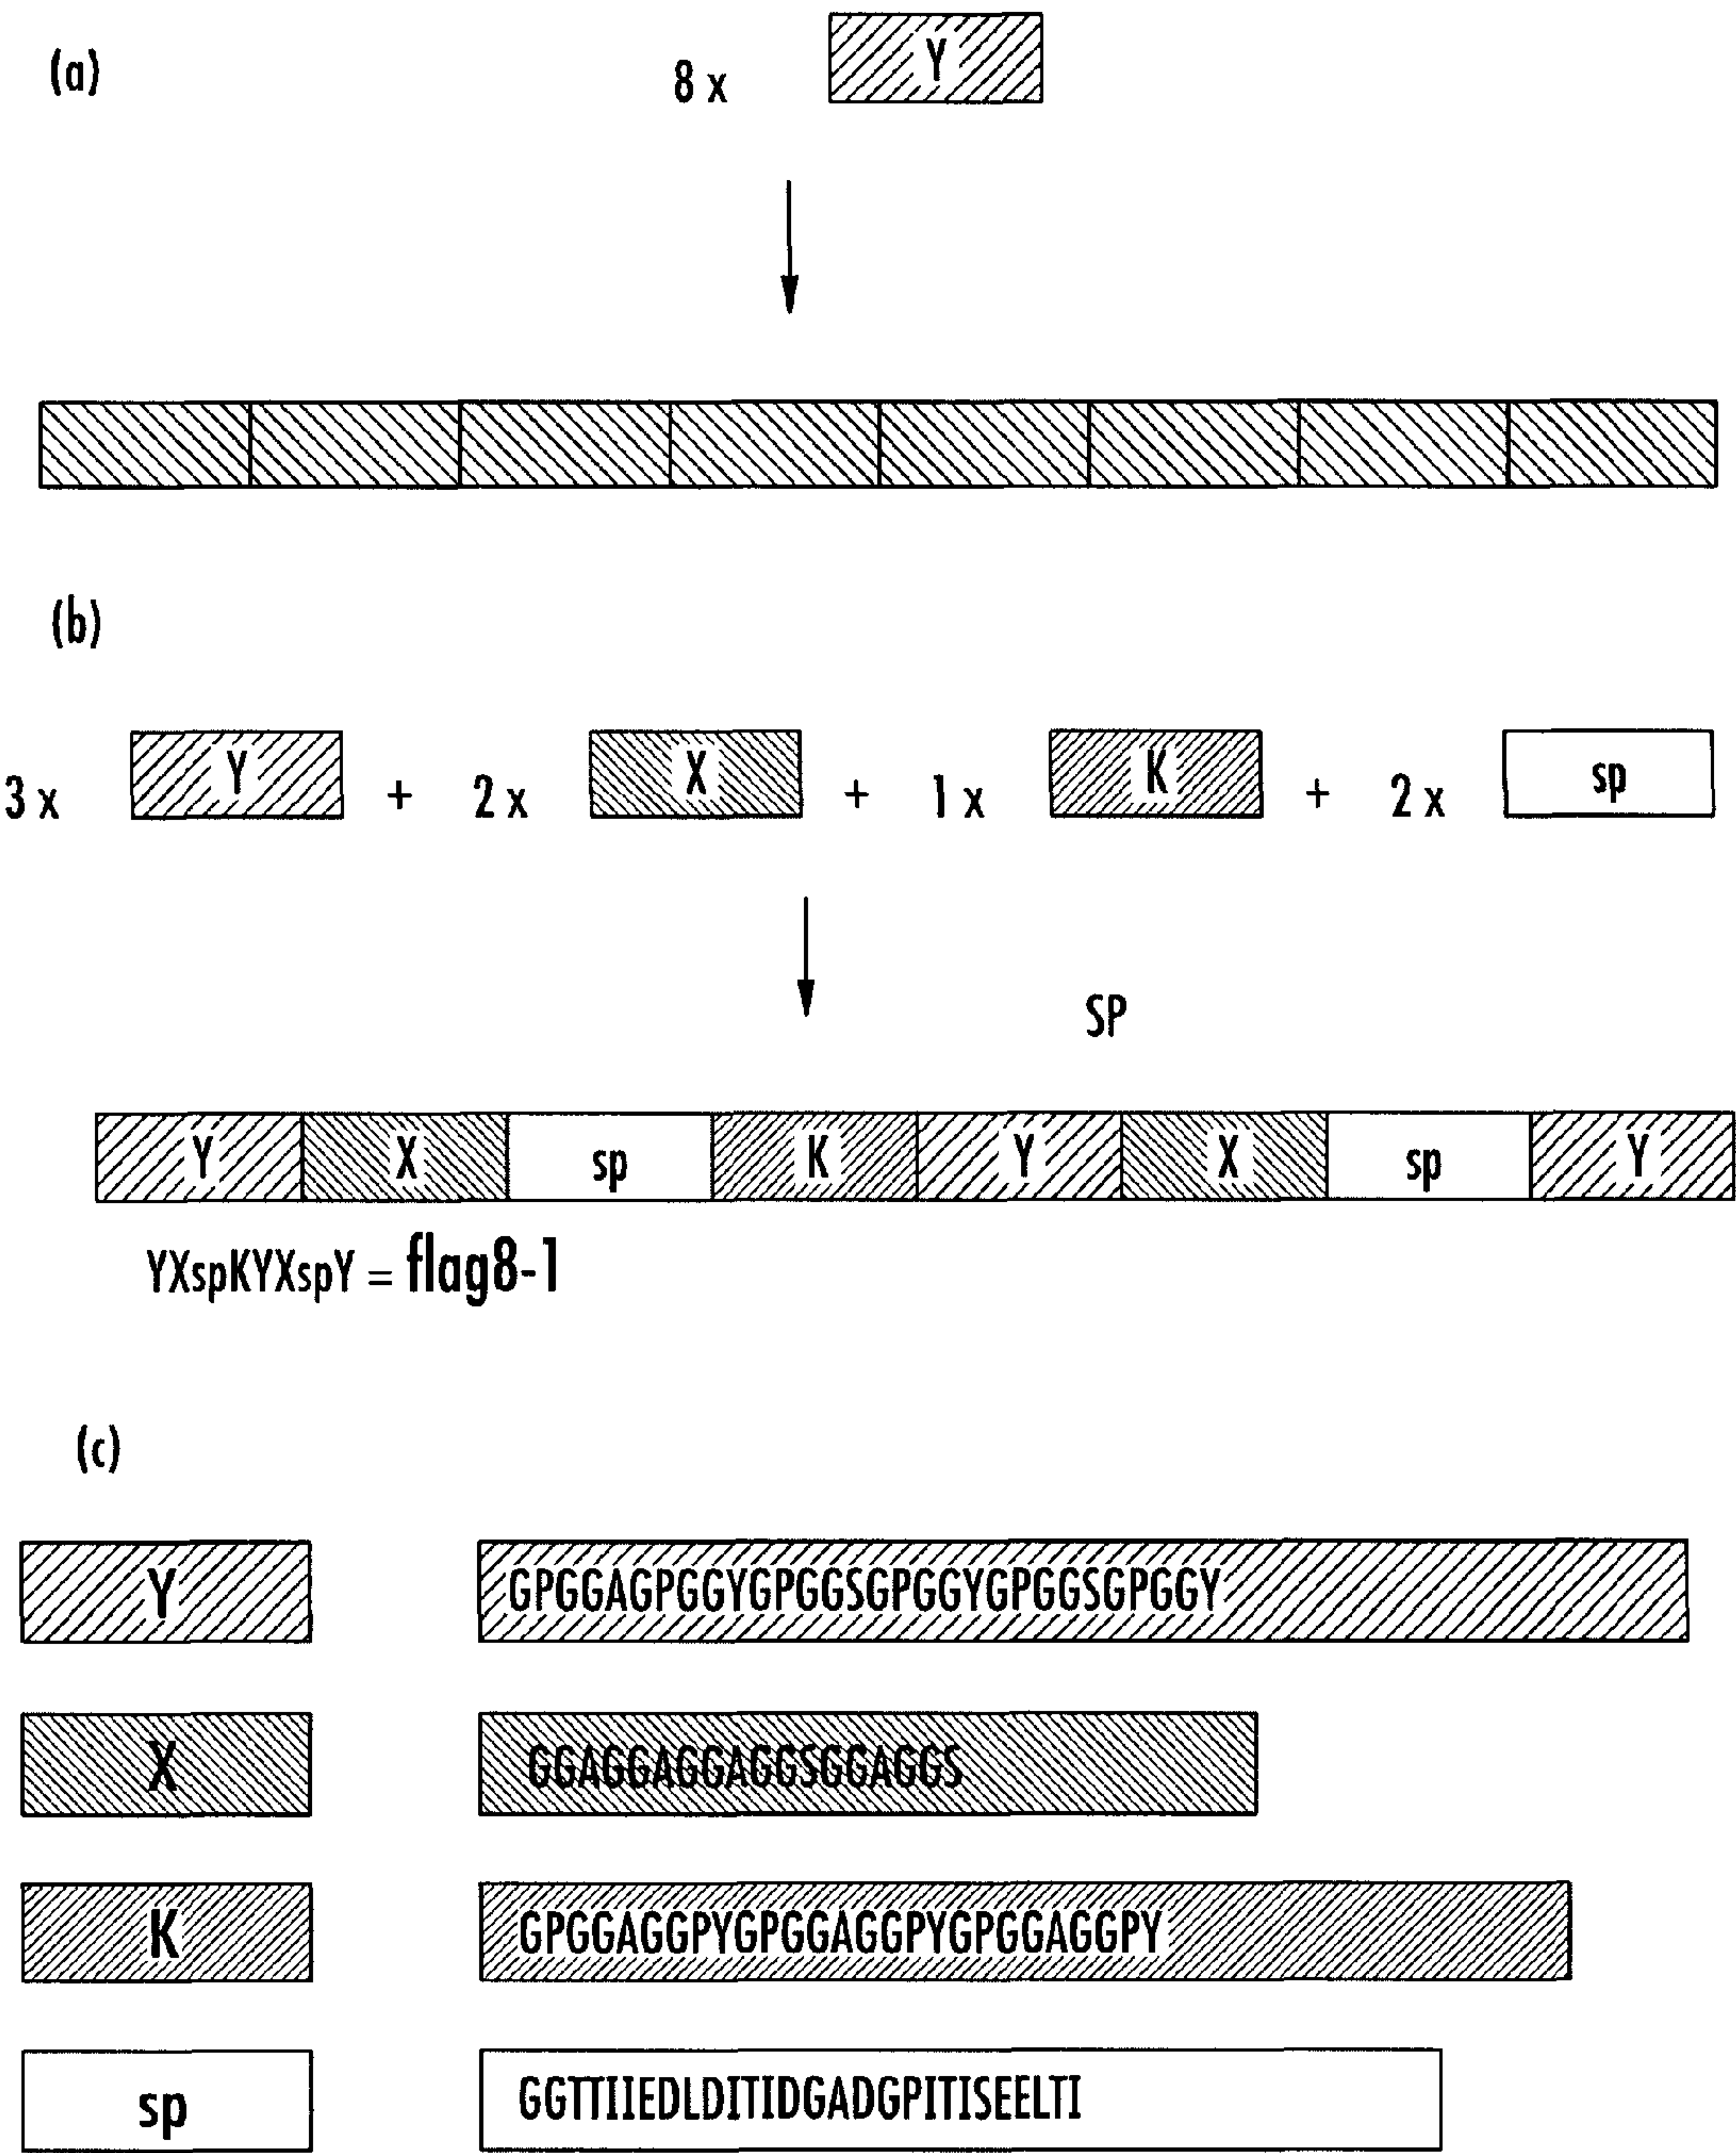 (a)
8 x Y
(b)
3 x Y + 2 x X + 1 x K + 2 x sp
SP
Y X sp K Y X sp Y
YXspKYXspY = flag8-1
(c)
Y GPGGAGPGGYGPGGSGPGGYGPGGSGPGGY
X GGAGGAGGAGGSGGAGGS
K GPGGAGGPYGPGGAGGPYGPGGAGGPY
sp GGTTIIEDLDITIDGADGPITISEELTI